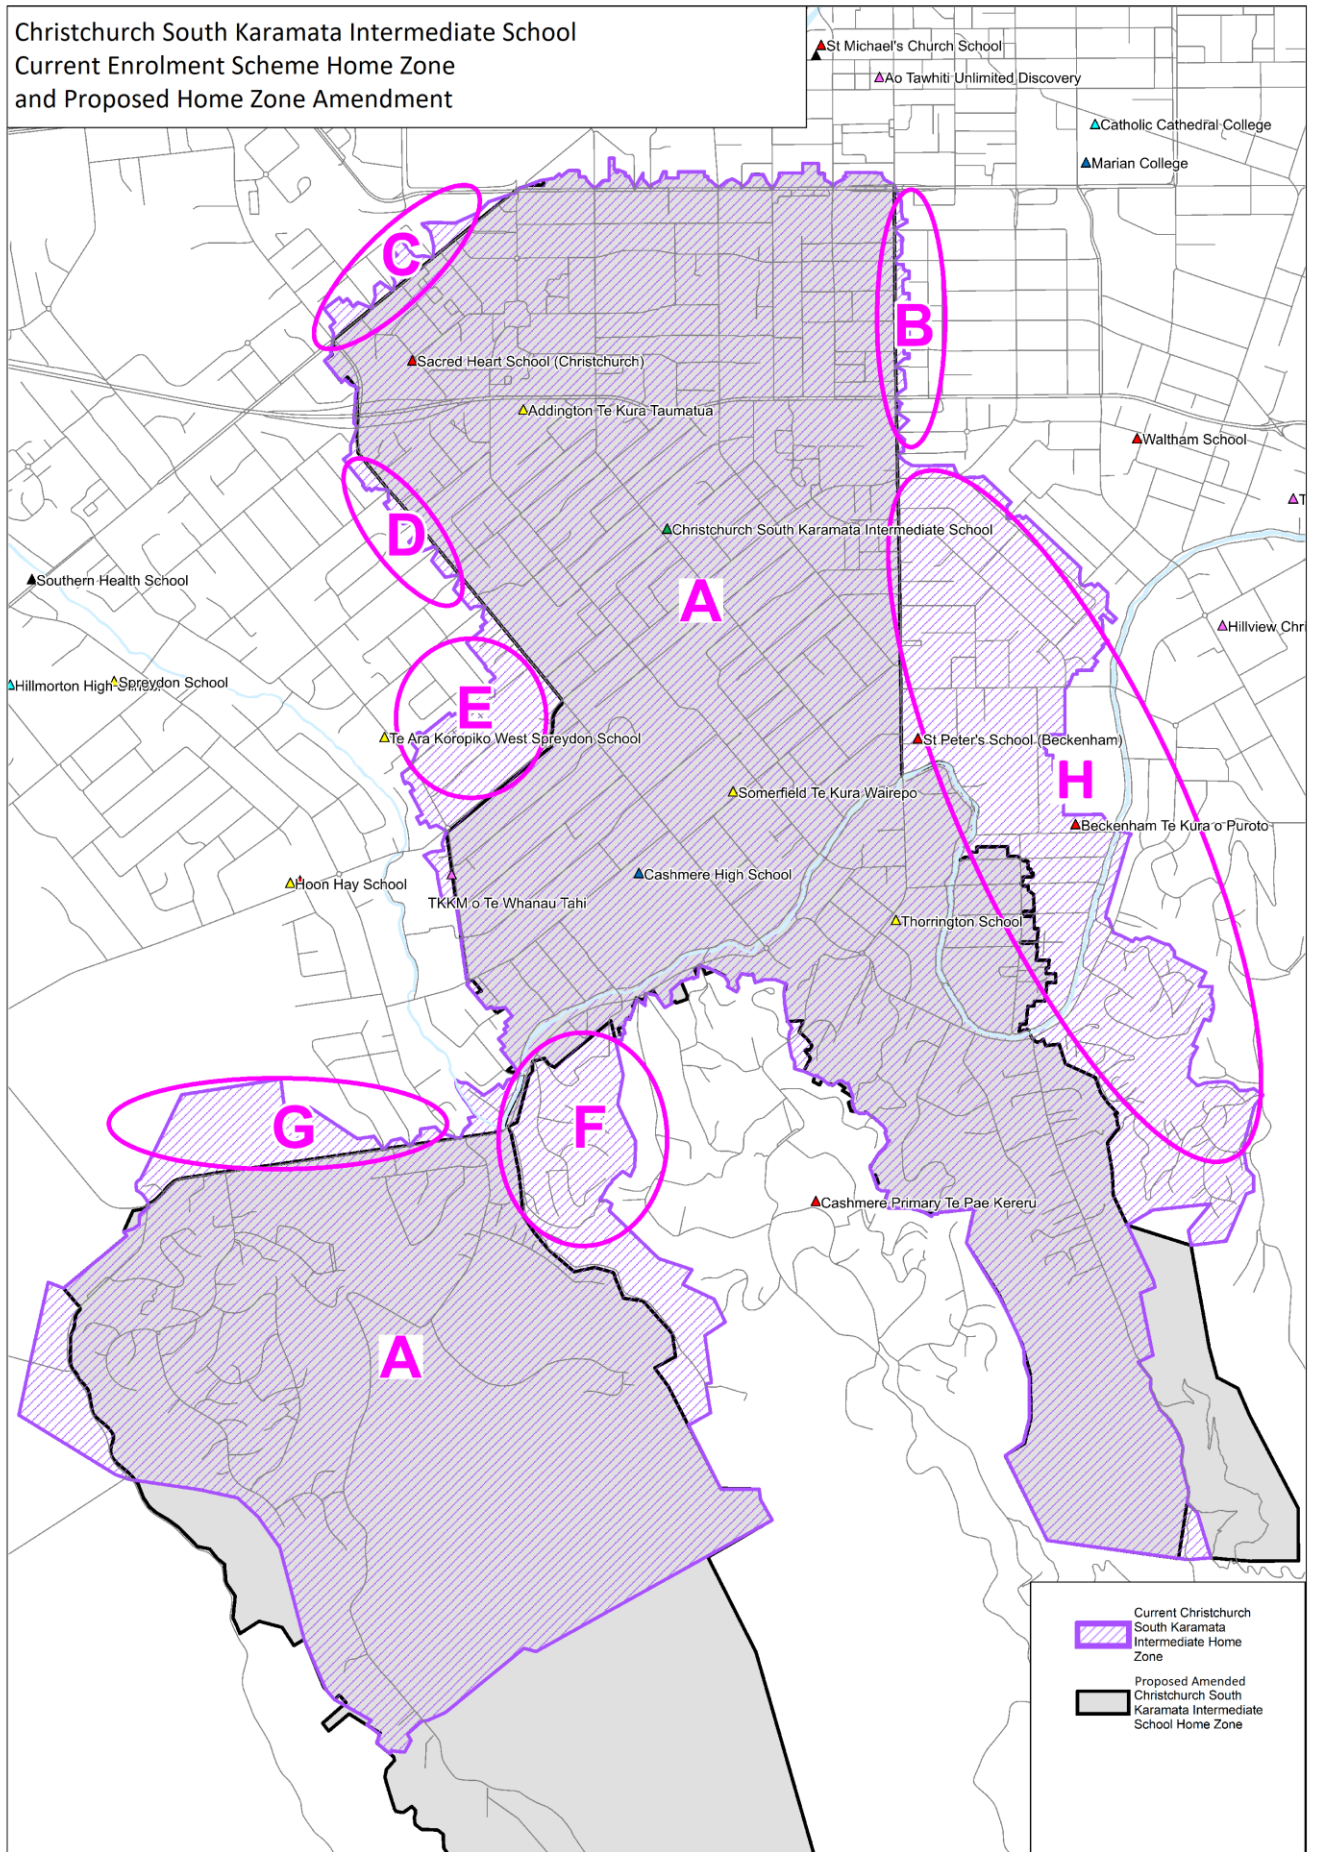 Christchurch South Karamata Intermediate School
Current Enrolment Scheme Home Zone
and Proposed Home Zone Amendment
St Michael's Church School
Ao Tawhiti Unlimited Discovery
Catholic Cathedral College
Marian College
C
B
Sacred Heart School (Christchurch)
Addington Te Kura Taumatua
Waltham School
T
D
Christchurch South Karamata Intermediate School
Southern Health School
A
Hillview Chri
Hillmorton High
Spreydon School
E
Te Ara Koropiko West Spreydon School
St Peter's School (Beckenham)
H
Somerfield Te Kura Wairepo
Beckenham Te Kura o Puroto
Hoon Hay School
Cashmere High School
TKKM o Te Whanau Tahi
Thorrington School
G
F
Cashmere Primary Te Pae Kereru
A
Current Christchurch
South Karamata
Intermediate Home
Zone
Proposed Amended
Christchurch South
Karamata Intermediate
School Home Zone